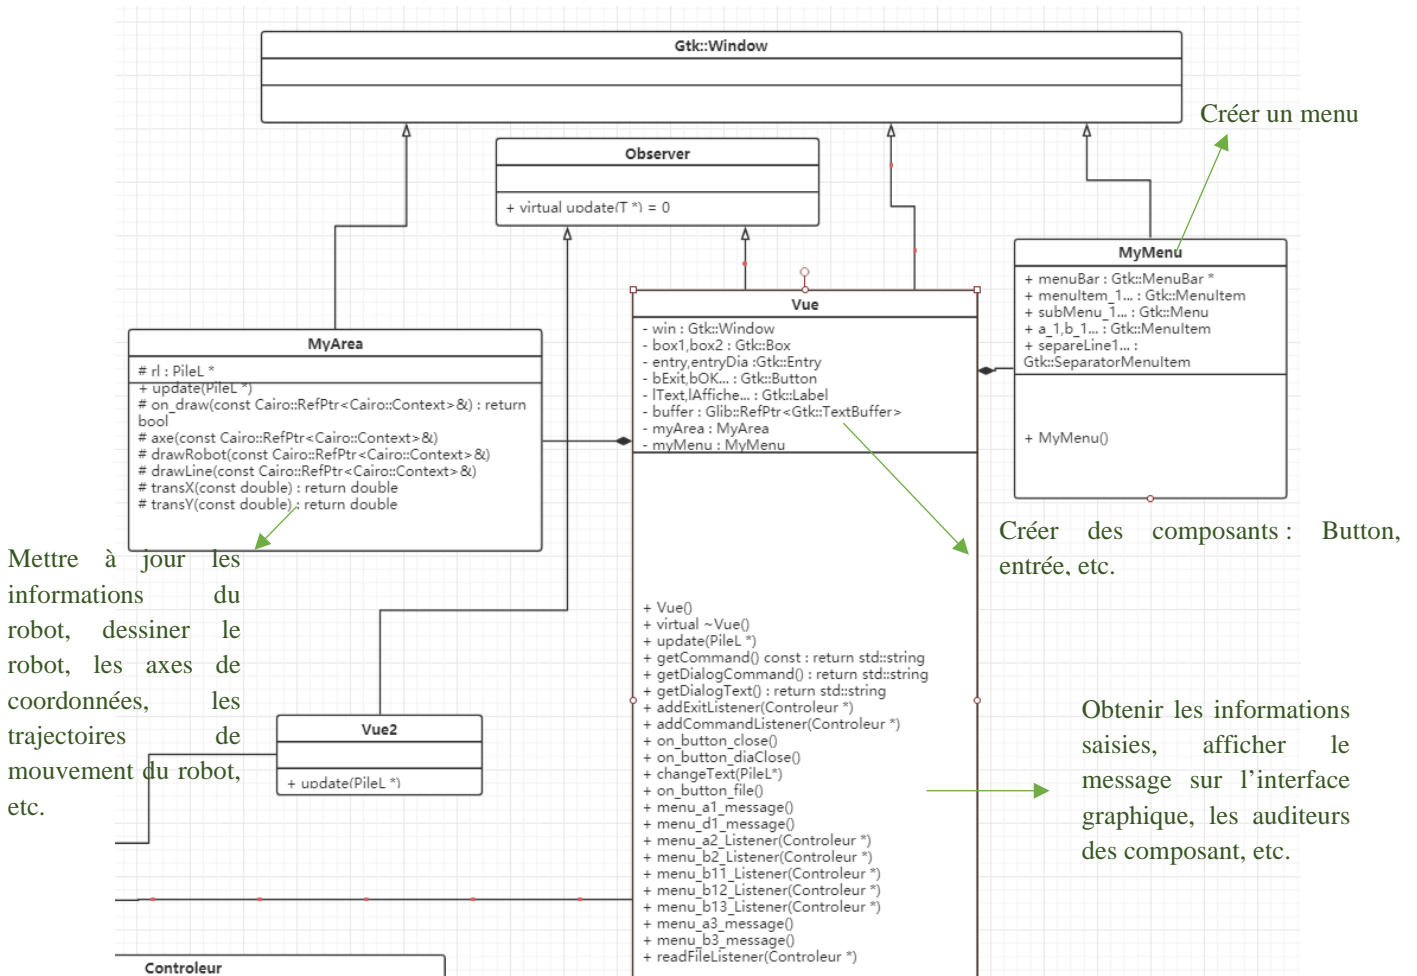 Gtk::Window
Créer un menu
Observer
+ virtual update(T *) = 0
MyMenu
+ menuBar : Gtk::MenuBar *
+ menuItem_1... : Gtk::MenuItem
+ subMenu_1... : Gtk::Menu
+ a_1,b_1... : Gtk::MenuItem
+ separeLine1... :
Gtk::SeparatorMenuItem
+ MyMenu()
Vue
- win : Gtk::Window
- box1,box2 : Gtk::Box
- entry,entryDia :Gtk::Entry
- bExit,bOK... : Gtk::Button
- lText,lAffiche... : Gtk::Label
- buffer : Glib::RefPtr<Gtk::TextBuffer>
- myArea : MyArea
- myMenu : MyMenu
MyArea
# rl : PileL *
+ update(PileL *)
# on_draw(const Cairo::RefPtr<Cairo::Context>&) : return
bool
# axe(const Cairo::RefPtr<Cairo::Context>&)
# drawRobot(const Cairo::RefPtr<Cairo::Context>&)
# drawLine(const Cairo::RefPtr<Cairo::Context>&)
# transX(const double) : return double
# transY(const double) : return double
Créer des composants : Button,
entrée, etc.
Mettre à jour les
informations du
robot, dessiner le
robot, les axes de
coordonnées, les
trajectoires de
mouvement du robot,
etc.
+ Vue()
+ virtual ~Vue()
+ update(PileL *)
+ getCommand() const : return std::string
+ getDialogCommand() : return std::string
+ getDialogText() : return std::string
+ addExitListener(Controleur *)
+ addCommandListener(Controleur *)
+ on_button_close()
+ on_button_diaClose()
+ changeText(PileL*)
+ on_button_file()
+ menu_a1_message()
+ menu_d1_message()
+ menu_a2_Listener(Controleur *)
+ menu_b2_Listener(Controleur *)
+ menu_b11_Listener(Controleur *)
+ menu_b12_Listener(Controleur *)
+ menu_b13_Listener(Controleur *)
+ menu_a3_message()
+ menu_b3_message()
+ readFileListener(Controleur *)
Obtenir les informations
saisies, afficher le
message sur l’interface
graphique, les auditeurs
des composant, etc.
Vue2
+ update(PileL *)
Controleur